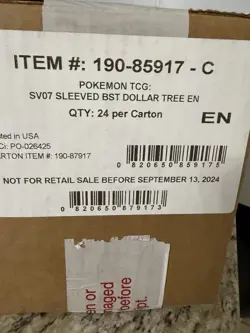 ITEM #: 190-85917 - C
POKEMON TCG:
SV07 SLEEVED BST DOLLAR TREE EN
QTY: 24 per Carton
EN
ted in USA
PO-026425
ARTON ITEM #: 190-87917
0 820650 859175
NOT FOR RETAIL SALE BEFORE SEPTEMBER 13, 2024
0 820650 879173
en or
maged
before
pt.